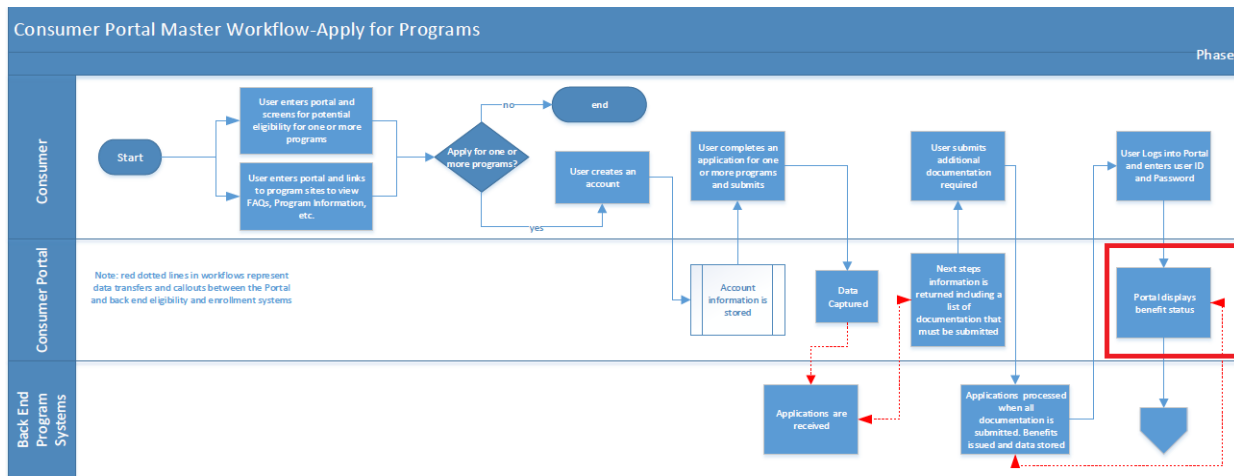 Consumer Portal Master Workflow-Apply for Programs
Phase
Consumer
Start
User enters portal and
screens for potential
eligibility for one or more
programs
User enters portal and links
to program sites to view
FAQs, Program Information,
etc.
Apply for one or
more programs?
no
end
yes
User creates an
account
User completes an
application for one
or more programs
and submits
User submits
additional
documentation
required
User Logs into Portal
and enters user ID
and Password
Consumer Portal
Note: red dotted lines in workflows represent
data transfers and callouts between the Portal
and back end eligibility and enrollment systems
Account
information is
stored
Data
Captured
Next steps
information is
returned including a
list of
documentation that
must be submitted
Portal displays
benefit status
Back End
Program
Systems
Applications are
received
Applications processed
when all
documentation is
submitted. Benefits
issued and data stored